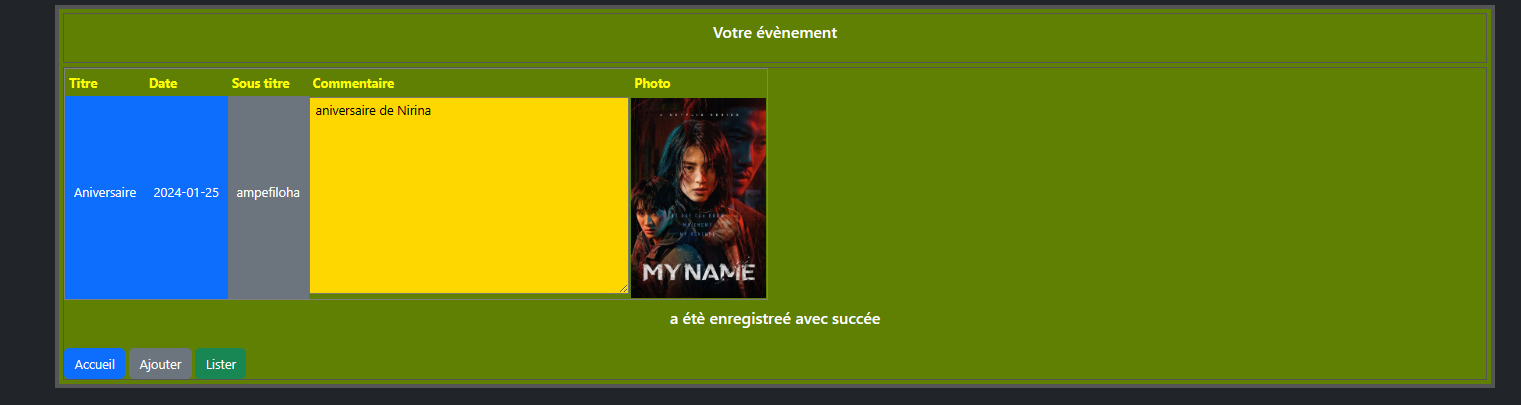 Votre évènement
Titre Date Sous titre Commentaire Photo
aniversaire de Nirina
Aniversaire 2024-01-25 ampefiloha
A NETFLIX SERIES
MY NAME
a étè enregistreé avec succée
Accueil Ajouter Lister